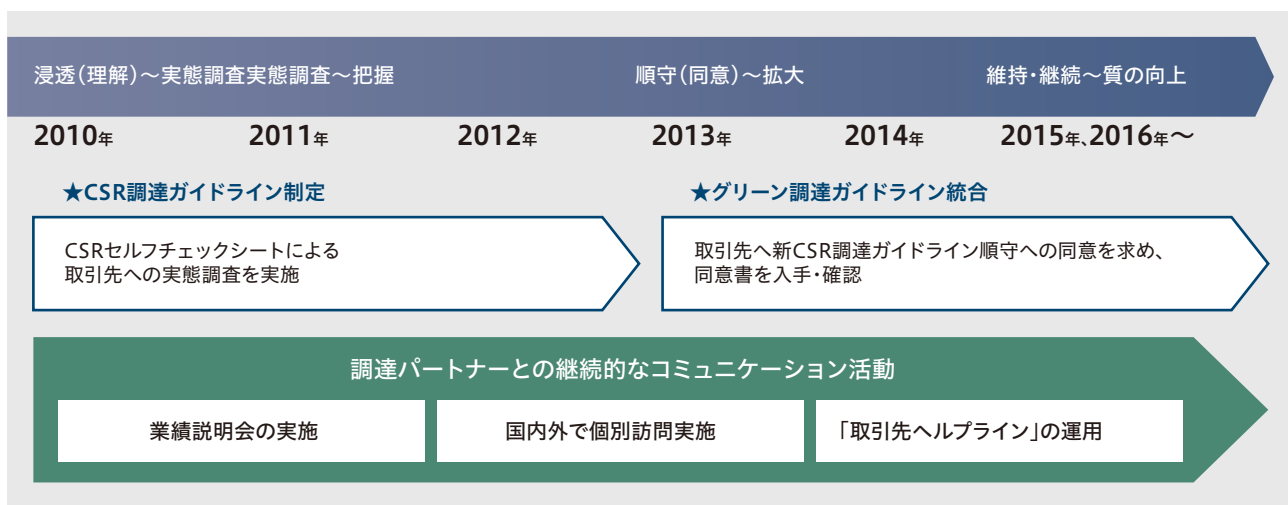 浸透(理解)～実態調査実態調査～把握 順守(同意)～拡大 維持・継続～質の向上
2010年 2011年 2012年 2013年 2014年 2015年、2016年～
★CSR調達ガイドライン制定 ★グリーン調達ガイドライン統合
CSRセルフチェックシートによる
取引先への実態調査を実施
取引先へ新CSR調達ガイドライン順守への同意を求め、
同意書を入手・確認
調達パートナーとの継続的なコミュニケーション活動
業績説明会の実施 国内外で個別訪問実施 「取引先ヘルプライン」の運用